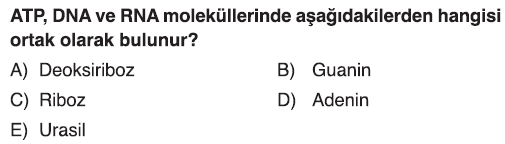 ATP, DNA ve RNA moleküllerinde aşağıdakilerden hangisi
ortak olarak bulunur?
A) Deoksiriboz B) Guanin
C) Riboz D) Adenin
E) Urasil